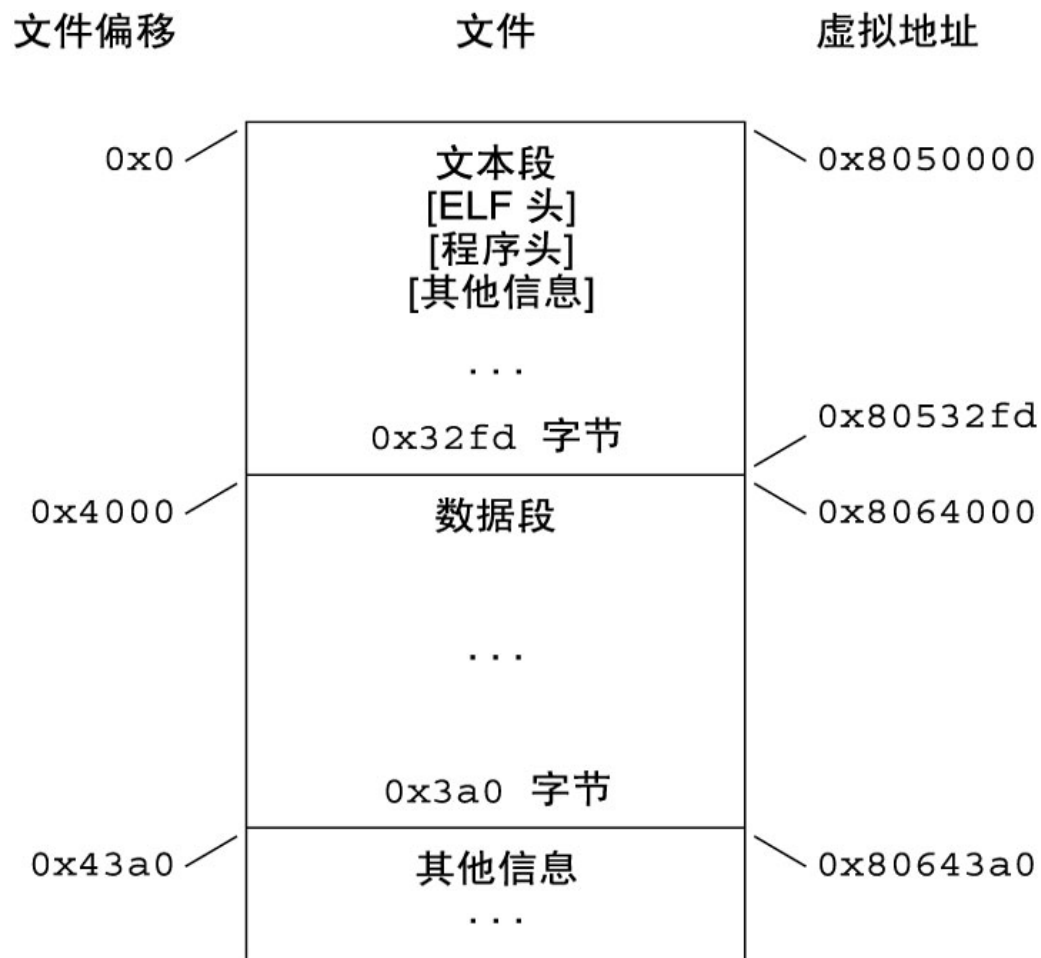 文件偏移 文件 虚拟地址
0x0 文本段 0x8050000
[ELF 头]
[程序头]
[其他信息]
...
0x80532fd
0x32fd 字节
0x4000 数据段 0x8064000
...
0x3a0 字节
0x43a0 其他信息 0x80643a0
...